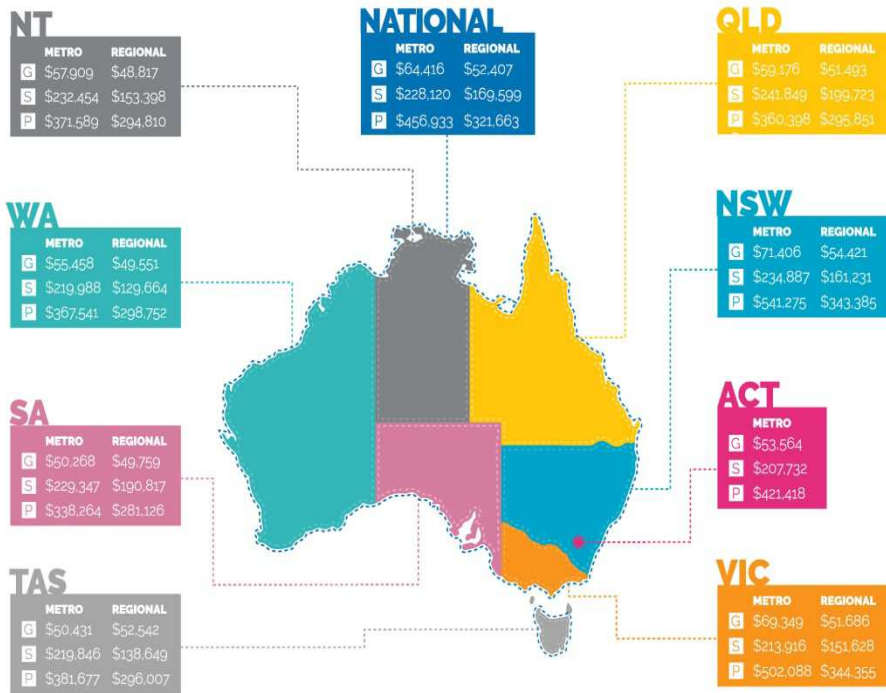 NT
METRO REGIONAL
G $57,909 $48,817
S $232,454 $153,398
P $371,589 $294,810
NATIONAL
METRO REGIONAL
G $64,416 $52,407
S $228,120 $169,599
P $456,933 $321,663
QLD
METRO REGIONAL
G $59,176 $51,493
S $241,849 $199,723
P $360,398 $295,851
WA
METRO REGIONAL
G $55,458 $49,551
S $219,988 $129,664
P $367,541 $298,752
NSW
METRO REGIONAL
G $71,406 $54,421
S $234,887 $161,231
P $541,275 $343,385
SA
METRO REGIONAL
G $50,268 $49,759
S $229,347 $190,817
P $338,264 $281,126
ACT
METRO
G $53,564
S $207,732
P $421,418
TAS
METRO REGIONAL
G $50,431 $52,542
S $219,846 $138,649
P $381,677 $296,007
VIC
METRO REGIONAL
G $69,349 $51,686
S $213,916 $151,628
P $502,088 $344,355